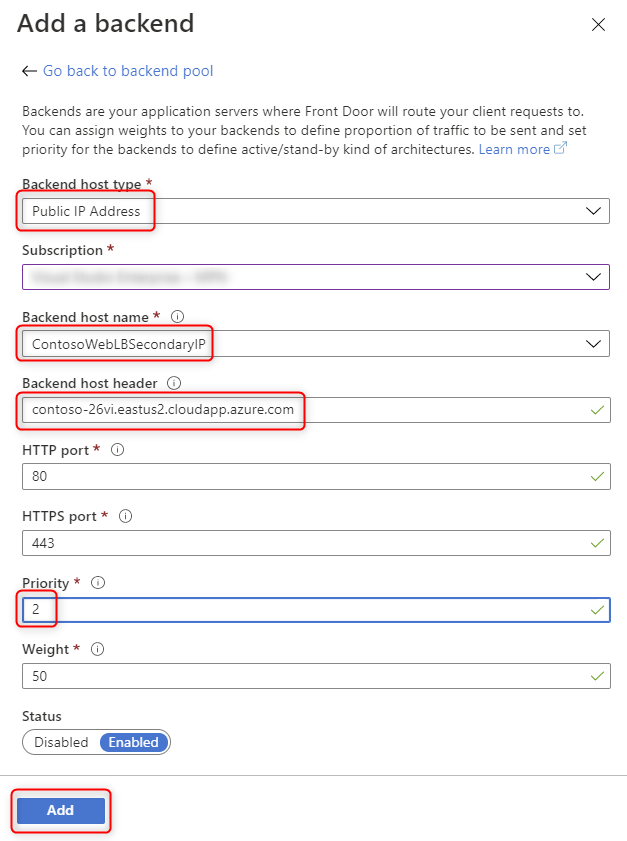 Add a backend
Go back to backend pool
Backends are your application servers where Front Door will route your client requests to.
You can assign weights to your backends to define proportion of traffic to be sent and set
priority for the backends to define active/stand-by kind of architectures. Learn more
Backend host type *
Public IP Address
Subscription *
Backend host name *
ContosoWebLBSecondaryIP
Backend host header
contoso-26vi.eastus2.cloudapp.azure.com
HTTP port *
80
HTTPS port *
443
Priority *
2
Weight *
50
Status
Disabled Enabled
Add